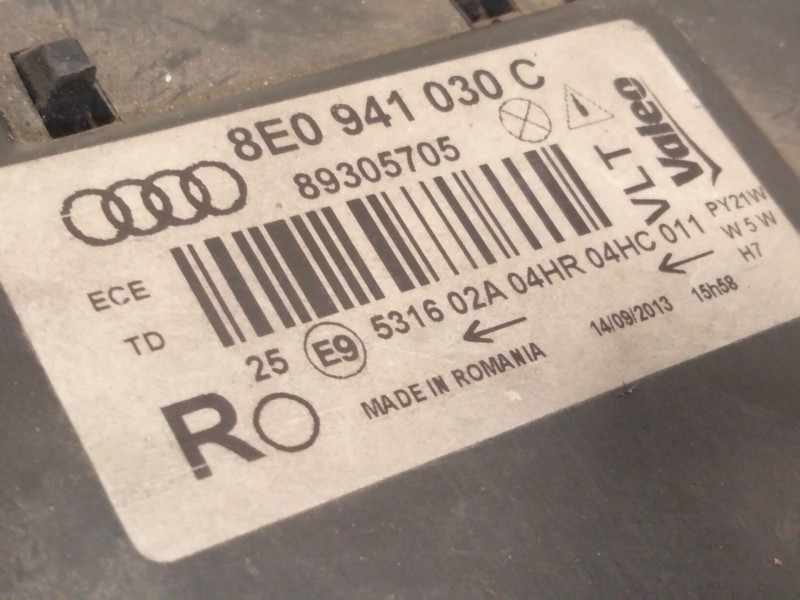 8E0 941 030 C
89305705
VLT Valeo
ECE
TD
25 E9 5316 02A 04HR 04HC 011
PY21W
W 5 W
H7
R
MADE IN ROMANIA
14/09/2013 15h58